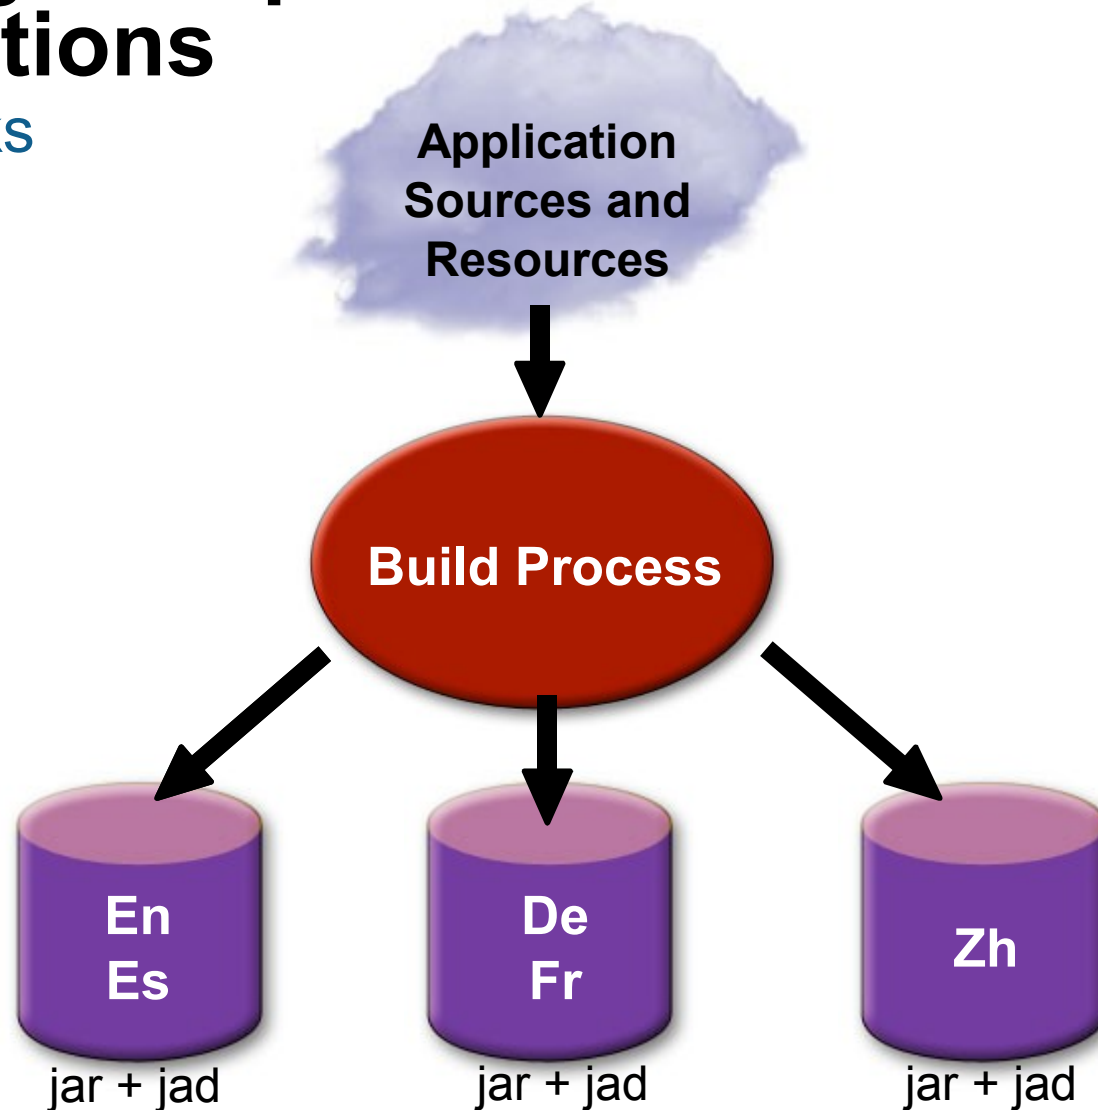 tions
Application
Sources and
Resources
Build Process
En
Es
De
Fr
Zh
jar + jad
jar + jad
jar + jad